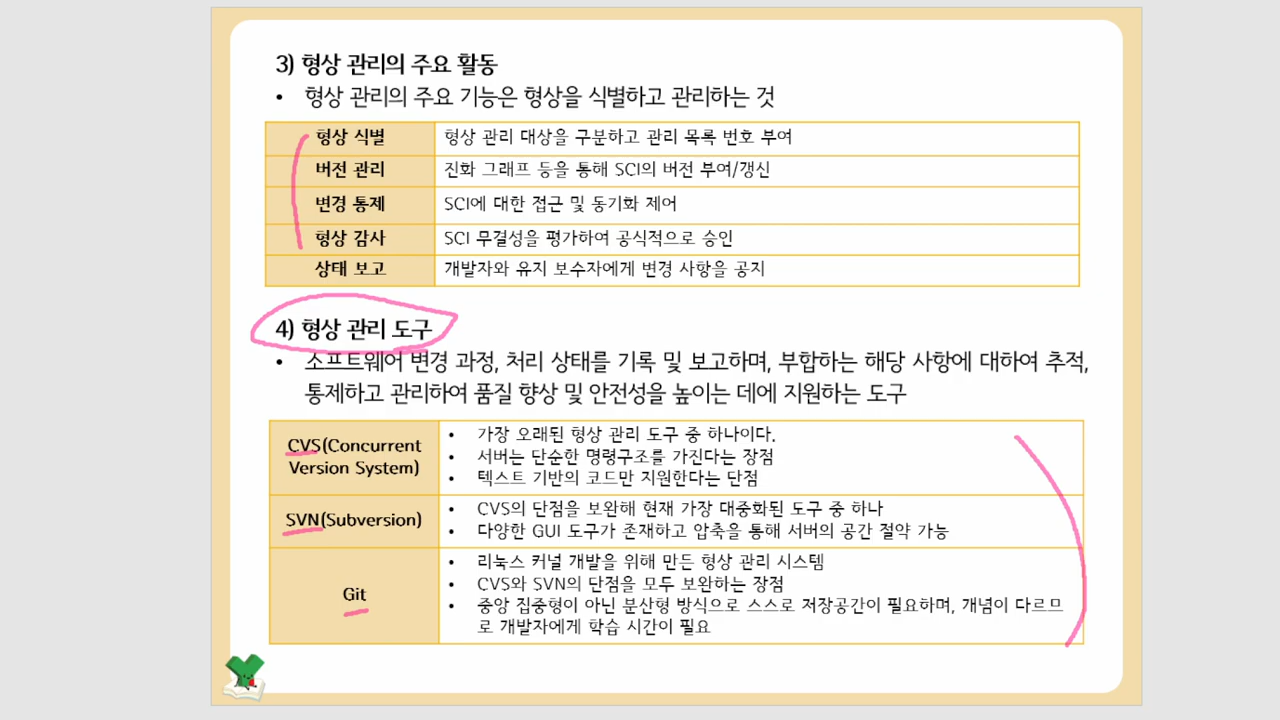 3) 형상 관리의 주요 활동
• 형상 관리의 주요 기능은 형상을 식별하고 관리하는 것
형상 식별 형상 관리 대상을 구분하고 관리 목록 번호 부여
버전 관리 진화 그래프 등을 통해 SCI의 버전 부여/갱신
변경 통제 SCI에 대한 접근 및 동기화 제어
형상 감사 SCI 무결성을 평가하여 공식적으로 승인
상태 보고 개발자와 유지 보수자에게 변경 사항을 공지
4) 형상 관리 도구
• 소프트웨어 변경 과정, 처리 상태를 기록 및 보고하며, 부합하는 해당 사항에 대하여 추적,
통제하고 관리하여 품질 향상 및 안전성을 높이는 데에 지원하는 도구
CVS(Concurrent
Version System)
• 가장 오래된 형상 관리 도구 중 하나이다.
• 서버는 단순한 명령구조를 가진다는 장점
• 텍스트 기반의 코드만 지원한다는 단점
SVN(Subversion)
• CVS의 단점을 보완해 현재 가장 대중화된 도구 중 하나
• 다양한 GUI 도구가 존재하고 압축을 통해 서버의 공간 절약 가능
Git
• 리눅스 커널 개발을 위해 만든 형상 관리 시스템
• CVS와 SVN의 단점을 모두 보완하는 장점
• 중앙 집중형이 아닌 분산형 방식으로 스스로 저장공간이 필요하며, 개념이 다르므
로 개발자에게 학습 시간이 필요